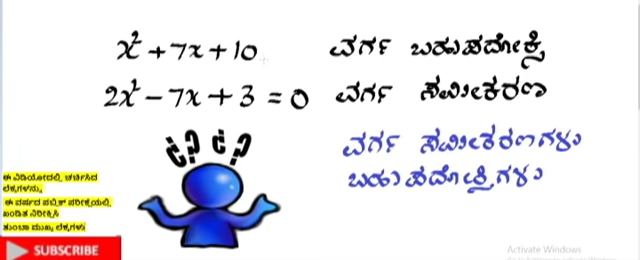 x² + 7x + 10 ವರ್ಗ ಬಹುಪದೋಕ್ತಿ
2x² − 7x + 3 = 0 ವರ್ಗ ಸಮೀಕರಣ
¿? ¿?
ವರ್ಗ ಸಮೀಕರಣಗಳು
ಬಹುಪದೋಕ್ತಿಗಳು
ಈ ವಿಡಿಯೋದಲ್ಲಿ ಚರ್ಚಿಸಿದ
ಲೆಕ್ಕಗಳನ್ನು
ಈ ವರ್ಷದ ಪಬ್ಲಿಕ್ ಪರೀಕ್ಷೆಯಲ್ಲಿ
ಖಂಡಿತ ನಿರೀಕ್ಷಿಸಿ
ತುಂಬಾ ಮುಖ್ಯ ಲೆಕ್ಕಗಳು
SUBSCRIBE
Activate Windows